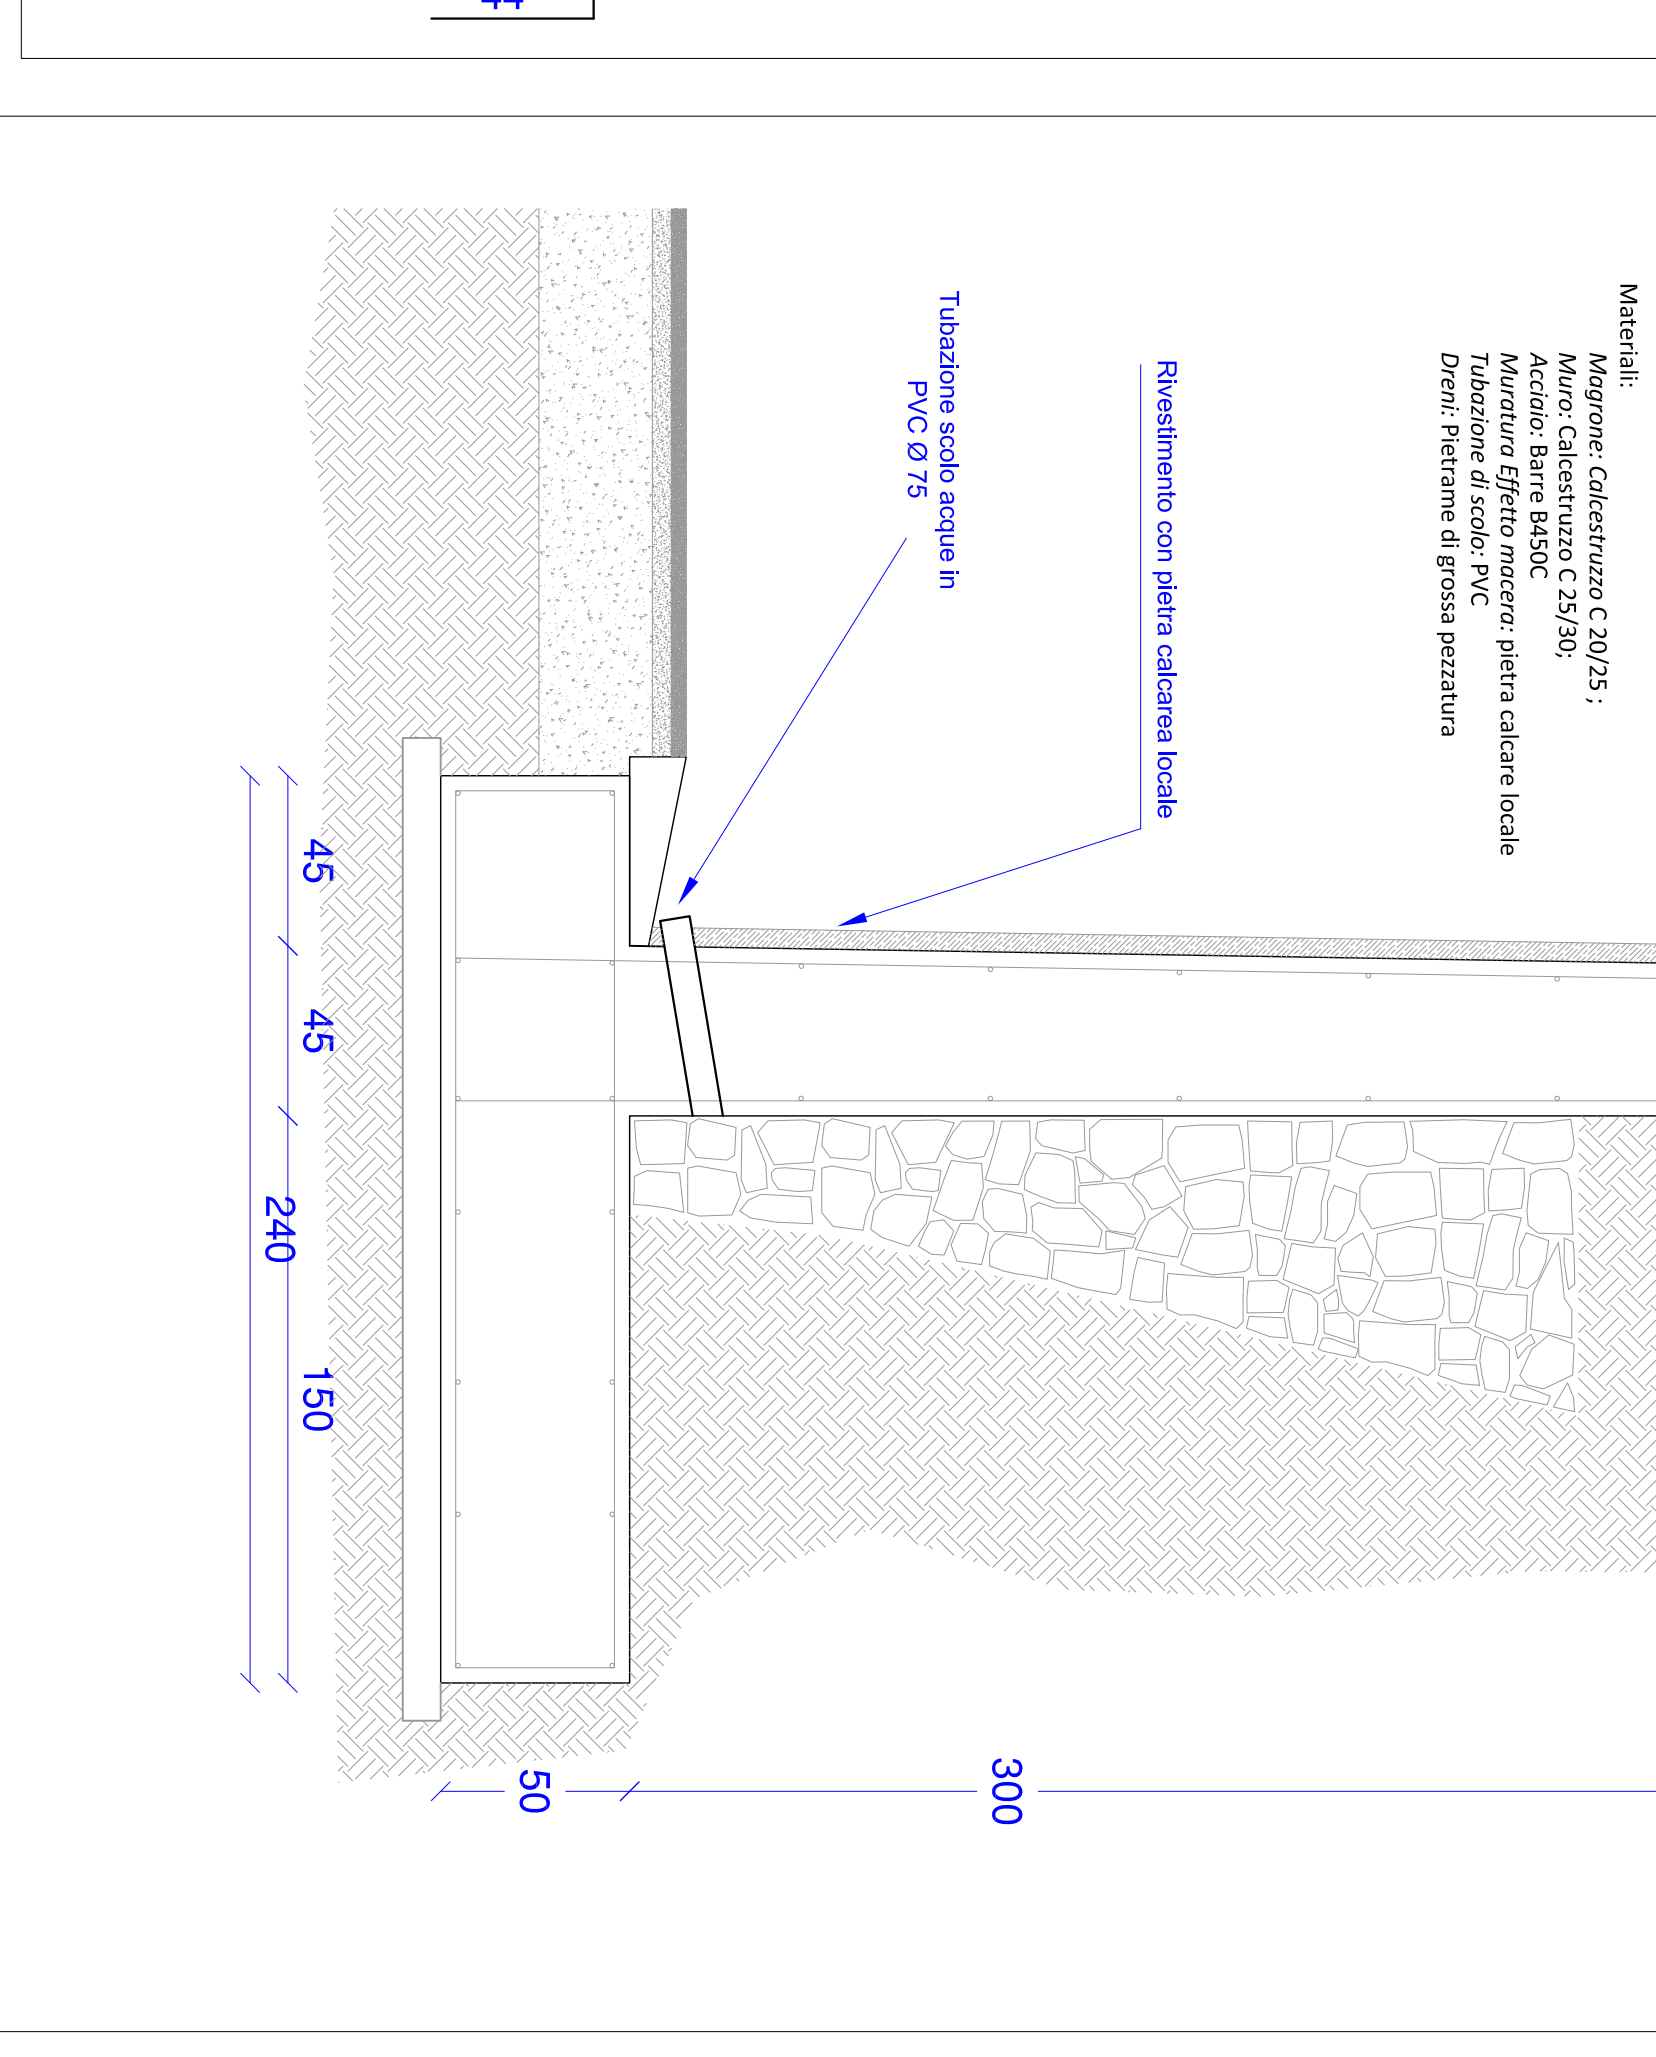 Materiali:
Magrone: Calcestruzzo C 20/25 ;
Muro: Calcestruzzo C 25/30;
Acciaio: Barre B450C
Muratura Effetto macera: pietra calcare locale
Tubazione di scolo: PVC
Dreni: Pietrame di grossa pezzatura
Rivestimento con pietra calcarea locale
Tubazione scolo acque in
PVC Ø 75
300
50
45
45
150
240